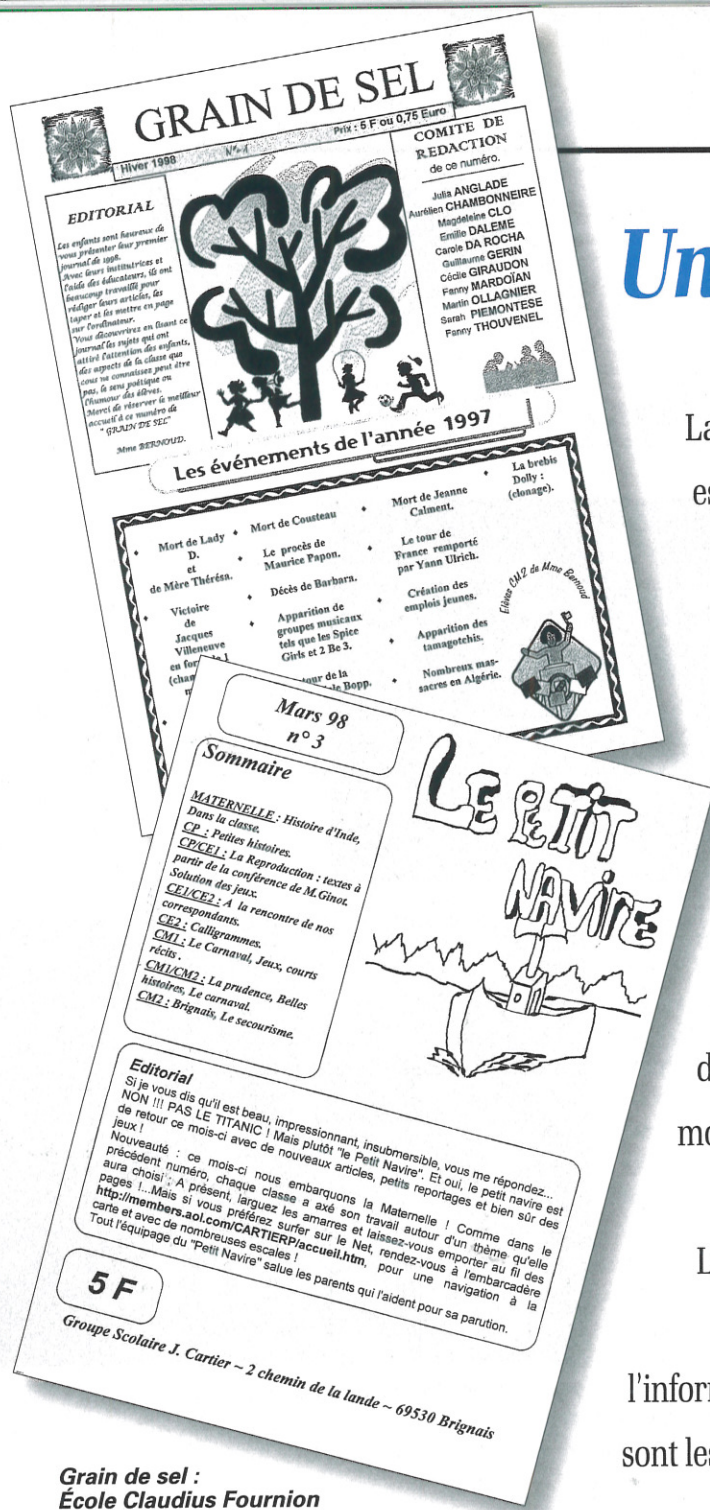 GRAIN DE SEL
Hiver 1998
Prix : 5 F ou 0,75 Euro
EDITORIAL
Les enfants sont heureux de
vous présenter leur premier
journal de 1998.
Avec leurs institutrices et
l'aide des éducateurs, ils ont
beaucoup travaillé pour
rédiger leurs articles, les
taper et les mettre en page
sur l'ordinateur.
Vous découvrirez en lisant ce
journal les sujets qui ont
attiré l'attention des enfants,
des aspects de la classe que
vous ne connaissez peut être
pas, le sens poétique ou
l'humour des élèves.
Merci de réserver le meilleur
accueil à ce numéro de
" GRAIN DE SEL"
Mme BERNOUD.
COMITE DE
REDACTION
de ce numéro.
Julia ANGLADE
Aurélien CHAMBONNEIRE
Magdeleine CLO
Emilie DALEME
Carole DA ROCHA
Guillaume GERIN
Cécile GIRAUDON
Fanny MARDOÏAN
Martin OLLAGNIER
Sarah PIEMONTESE
Fanny THOUVENEL
Les événements de l'année 1997
Mort de Lady
D.
et
de Mère Thérésa.
Victoire
de
Jacques
Villeneuve
en
(cha
Mort de Cousteau
Le procès de
Maurice Papon.
Décès de Barbara.
Apparition de
groupes musicaux
tels que les Spice
Girls et 2 Be 3.
tour de la
Bopp.
Mort de Jeanne
Calment.
Le tour de
France remporté
par Yann Ulrich.
Création des
emplois jeunes.
Apparition des
tamagotchis.
Nombreux mas-
sacres en Algérie.
La brebis
Dolly :
(clonage).
Elèves CM2 de Mme Bernoud
Mars 98
n° 3
Sommaire
MATERNELLE : Histoire d'Inde,
Dans la classe.
CP : Petites histoires.
CP/CE1 : La Reproduction : textes à
partir de la conférence de M.Ginot.
Solution des jeux.
CE1/CE2 : A la rencontre de nos
correspondants.
CE2 : Calligrammes.
CM1 : Le Carnaval, Jeux, courts
récits .
CM1/CM2 : La prudence, Belles
histoires, Le carnaval.
CM2 : Brignais, Le secourisme.
LE PETIT
NAVIRE
Editorial
Si je vous dis qu'il est beau, impressionnant, insubmersible, vous me répondez...
NON !!! PAS LE TITANIC ! Mais plutôt "le Petit Navire". Et oui, le petit navire est
de retour ce mois-ci avec de nouveaux articles, petits reportages et bien sûr des
jeux !
Nouveauté : ce mois-ci nous embarquons la Maternelle ! Comme dans le
précédent numéro, chaque classe a axé son travail autour d'un thème qu'elle
aura choisi . A présent, larguez les amarres et laissez-vous emporter au fil des
pages !...Mais si vous préférez surfer sur le Net, rendez-vous à l'embarcadère
http://members.aol.com/CARTIERP/accueil.htm, pour une navigation à la
carte et avec de nombreuses escales !
Tout l'équipage du "Petit Navire" salue les parents qui l'aident pour sa parution.
5 F
Groupe Scolaire J. Cartier ~ 2 chemin de la lande ~ 69530 Brignais
Grain de sel :
École Claudius Fournion
Un
La
es
d
mo
L
l'infor
sont les